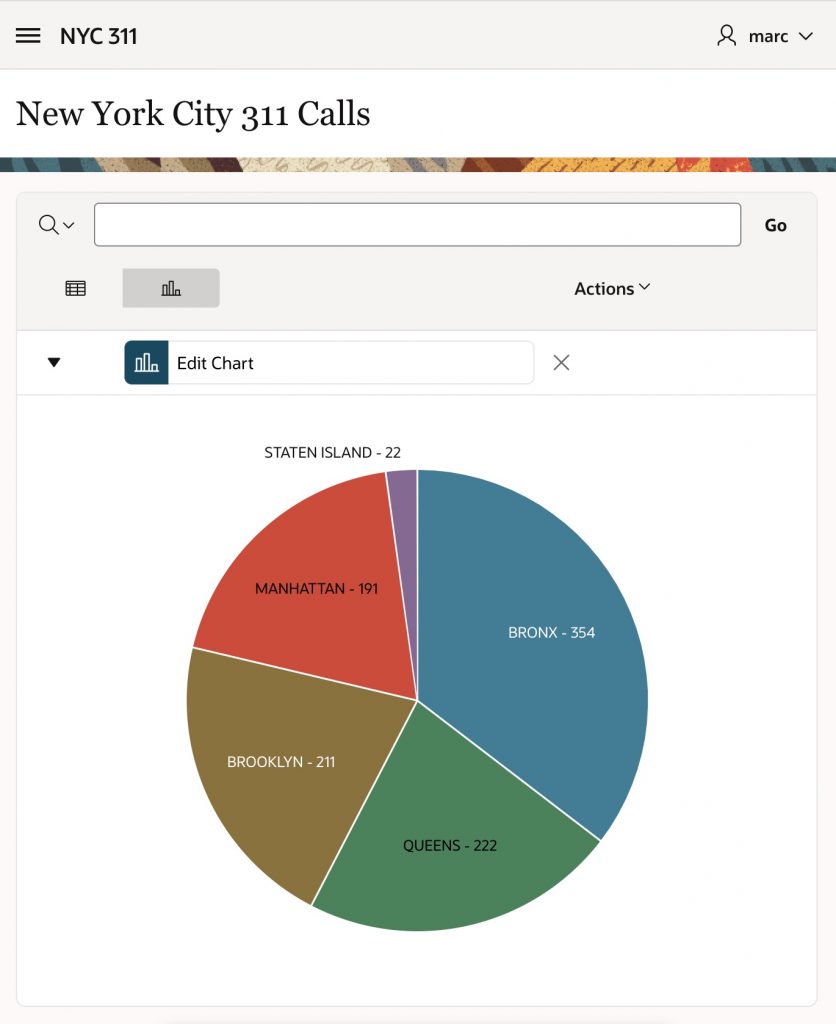 NYC 311
marc
New York City 311 Calls
Go
Actions
Edit Chart
STATEN ISLAND - 22
MANHATTAN - 191
BRONX - 354
BROOKLYN - 211
QUEENS - 222